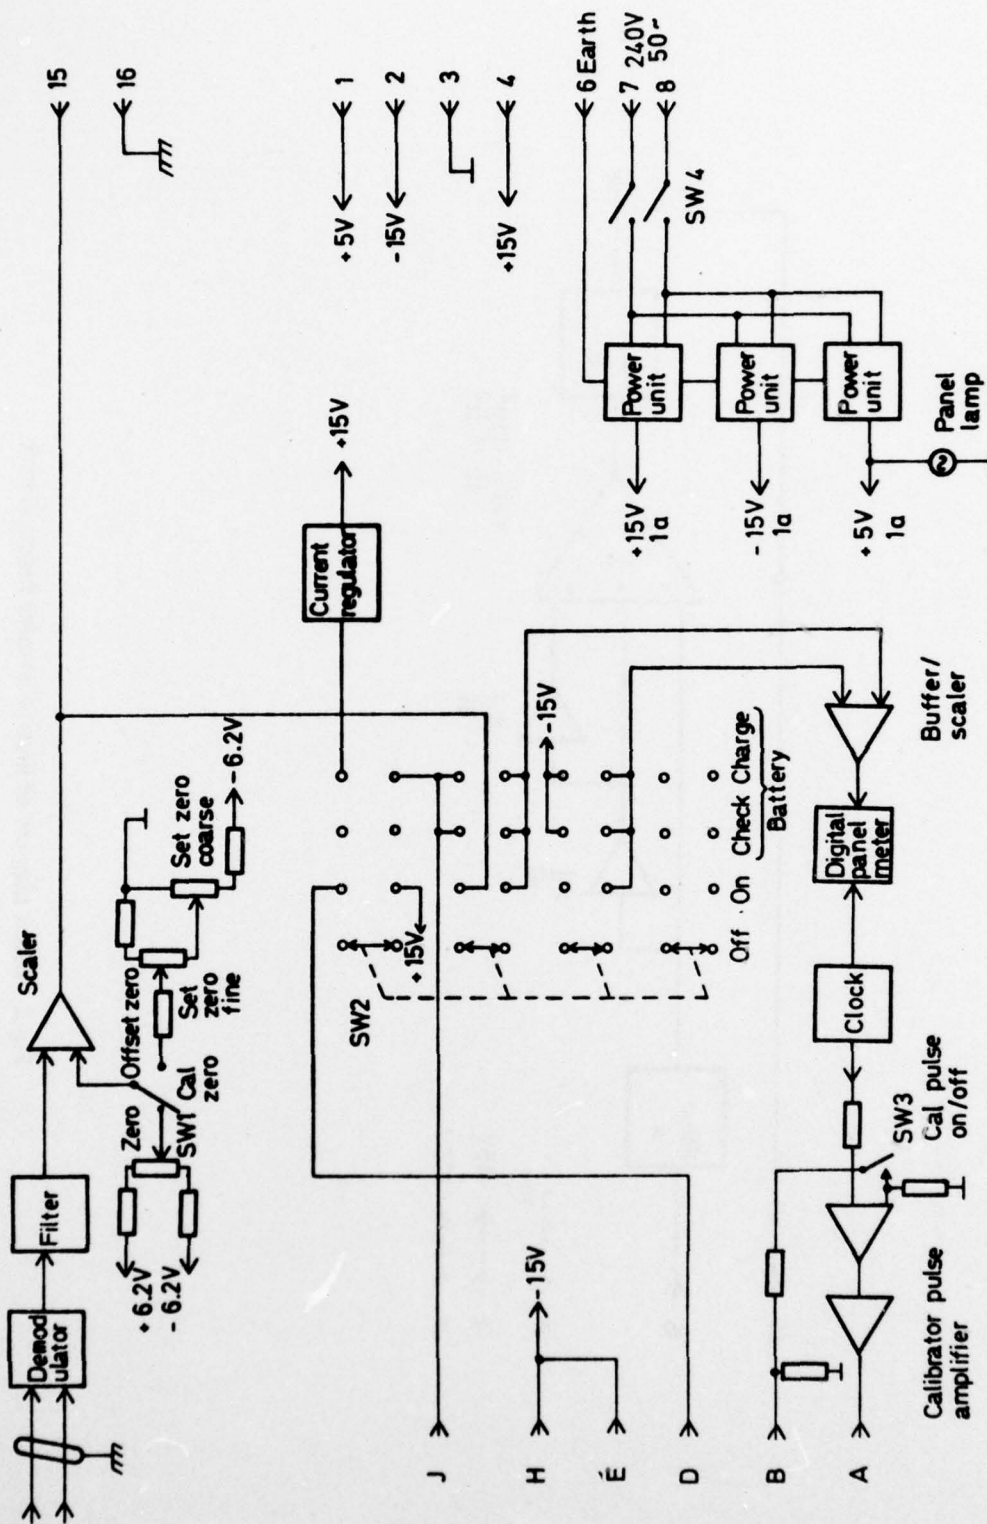 Demod
ulator
Filter
Scaler
15
16
Zero
Offset zero
SW1
Cal
zero
Set
zero
fine
Set zero
coarse
+6.2V
-6.2V
-6.2V
Current
regulator
+15V
+5V
1
-15V
2
3
+15V
4
J
H
E
D
B
A
-15V
SW2
+15V
-15V
Off
On
Check
Charge
Battery
6 Earth
7
240V
8
50~
SW4
Power
unit
Power
unit
Power
unit
+15V
1a
-15V
1a
+5V
1a
Panel
lamp
Calibrator pulse
amplifier
SW3
Cal pulse
on/off
Clock
Digital
panel
meter
Buffer/
scaler